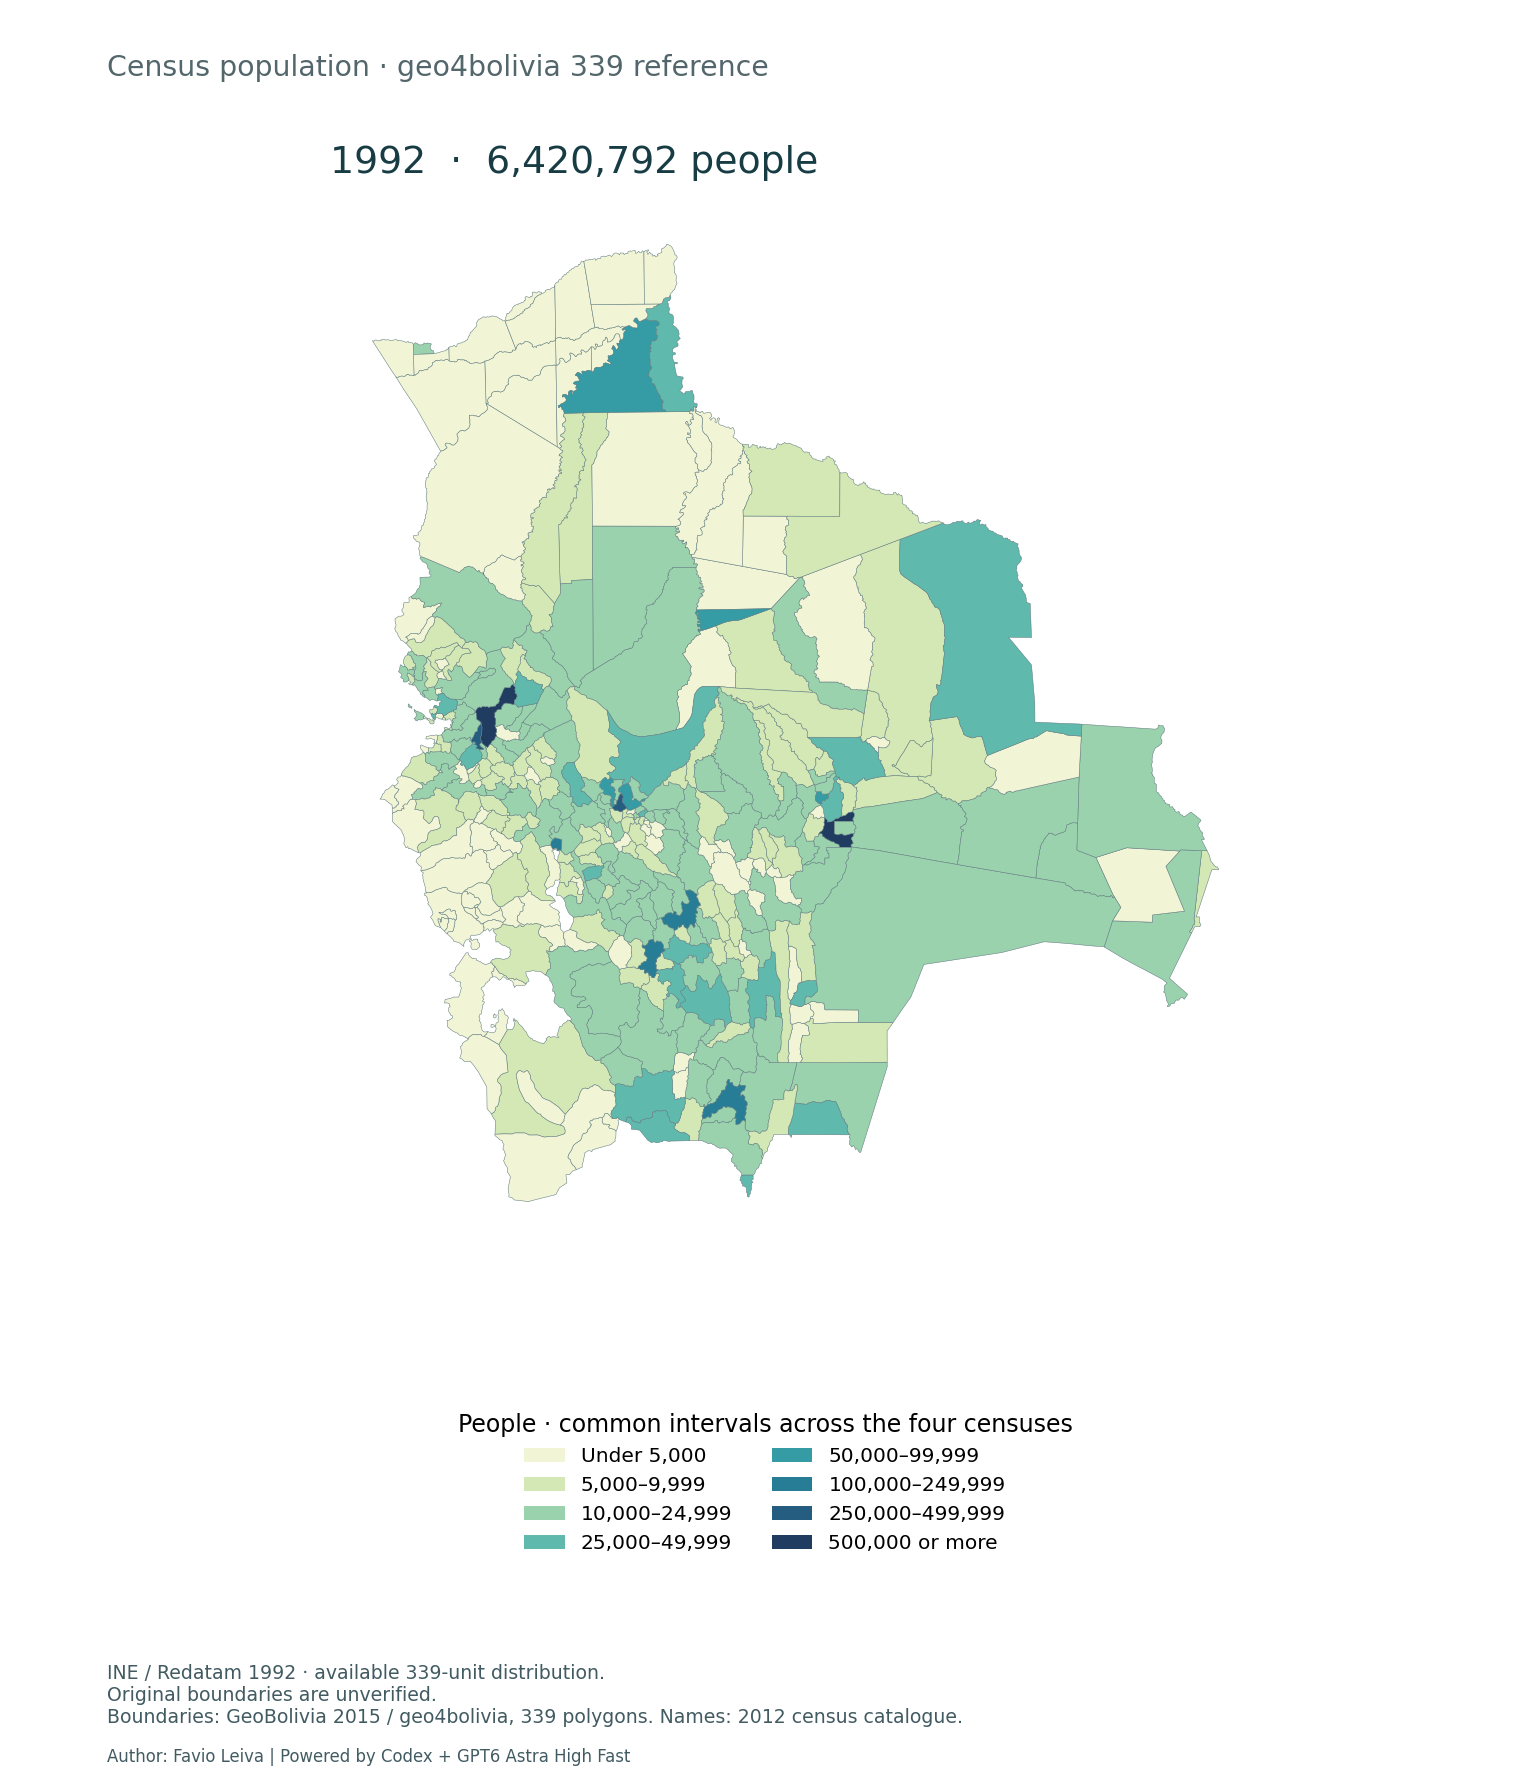 Census population · geo4bolivia 339 reference
1992 · 6,420,792 people
People · common intervals across the four censuses
Under 5,000
5,000–9,999
10,000–24,999
25,000–49,999
50,000–99,999
100,000–249,999
250,000–499,999
500,000 or more
INE / Redatam 1992 · available 339-unit distribution.
Original boundaries are unverified.
Boundaries: GeoBolivia 2015 / geo4bolivia, 339 polygons. Names: 2012 census catalogue.
Author: Favio Leiva | Powered by Codex + GPT6 Astra High Fast